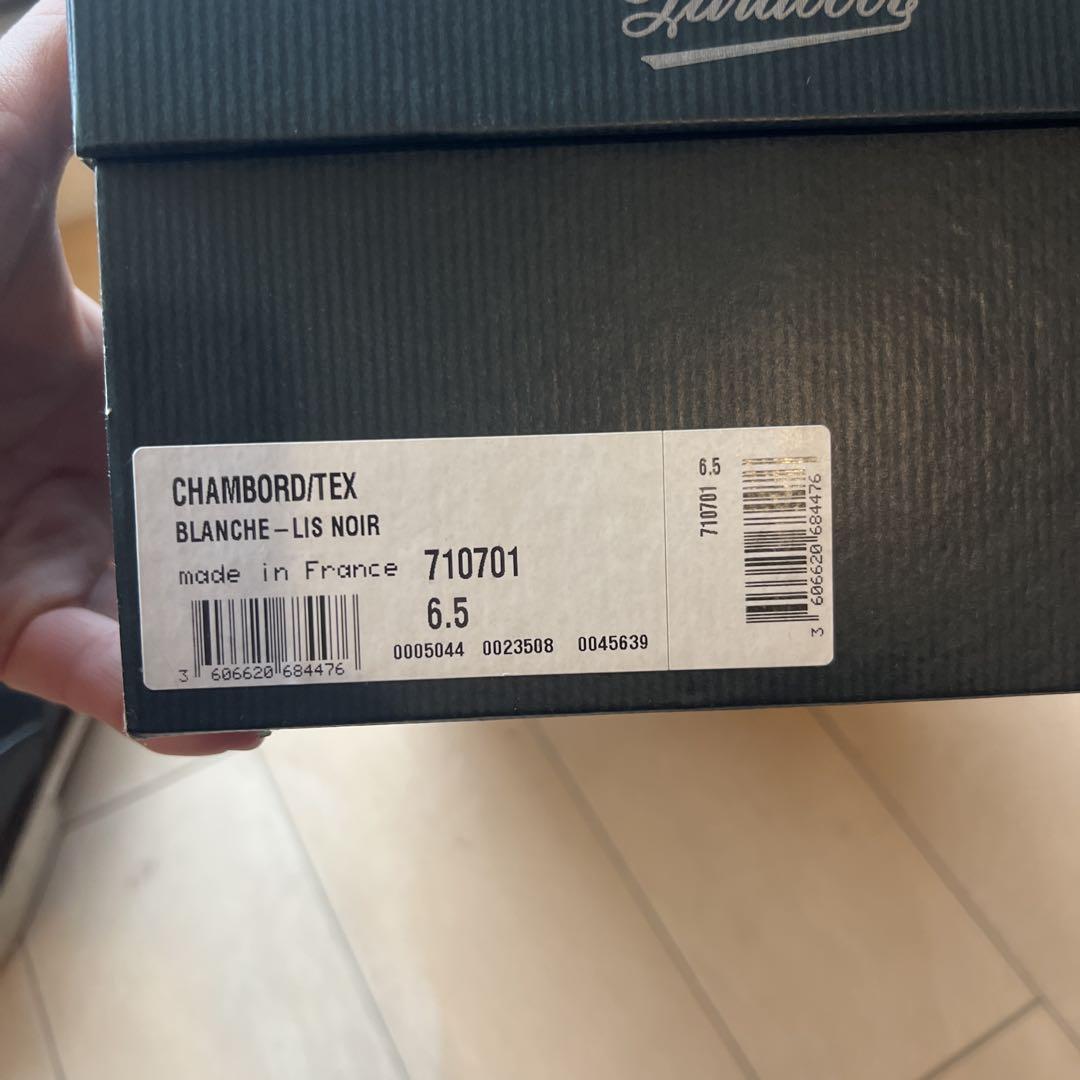 Paraboot
CHAMBORD/TEX
BLANCHE–LIS NOIR
made in France 710701
6.5
0005044 0023508 0045639
3 606620 684476
6.5
710701
3 606620 684476